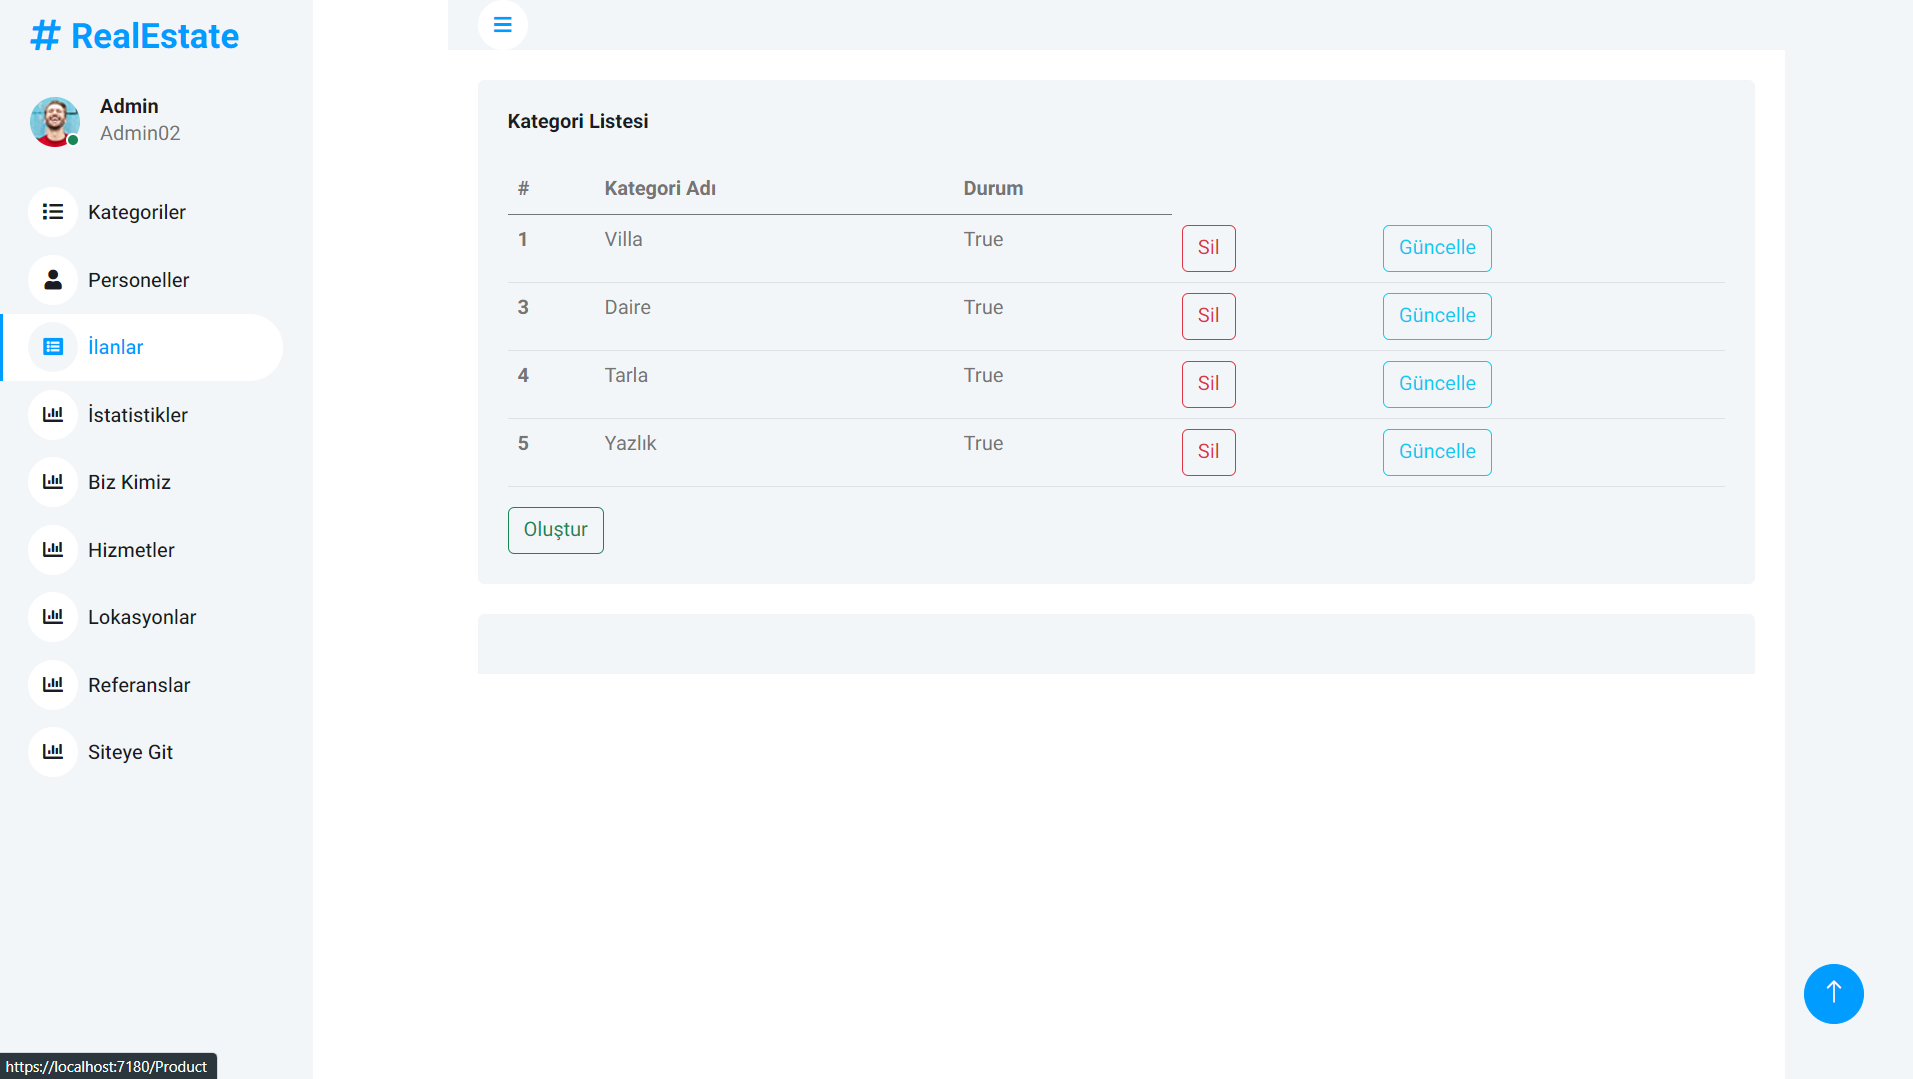 # RealEstate
Admin
Admin02
Kategoriler
Personeller
İlanlar
İstatistikler
Biz Kimiz
Hizmetler
Lokasyonlar
Referanslar
Siteye Git
Kategori Listesi
# Kategori Adı Durum
1 Villa True Sil Güncelle
3 Daire True Sil Güncelle
4 Tarla True Sil Güncelle
5 Yazlık True Sil Güncelle
Oluştur
https://localhost:7180/Product